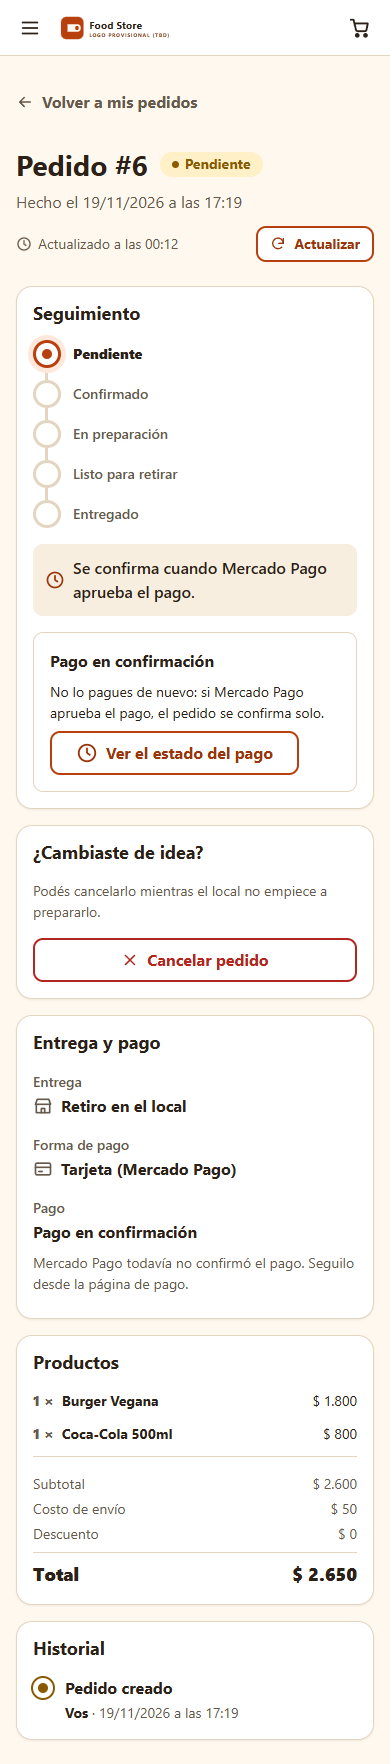 Food Store
LOGO PROVISIONAL (TBD)
Volver a mis pedidos
Pedido #6
Pendiente
Hecho el 19/11/2026 a las 17:19
Actualizado a las 00:12
Actualizar
Seguimiento
Pendiente
Confirmado
En preparación
Listo para retirar
Entregado
Se confirma cuando Mercado Pago
aprueba el pago.
Pago en confirmación
No lo pagues de nuevo: si Mercado Pago
aprueba el pago, el pedido se confirma solo.
Ver el estado del pago
¿Cambiaste de idea?
Podés cancelarlo mientras el local no empiece a
prepararlo.
Cancelar pedido
Entrega y pago
Entrega
Retiro en el local
Forma de pago
Tarjeta (Mercado Pago)
Pago
Pago en confirmación
Mercado Pago todavía no confirmó el pago. Seguilo
desde la página de pago.
Productos
1 × Burger Vegana $ 1.800
1 × Coca-Cola 500ml $ 800
Subtotal $ 2.600
Costo de envío $ 50
Descuento $ 0
Total $ 2.650
Historial
Pedido creado
Vos · 19/11/2026 a las 17:19